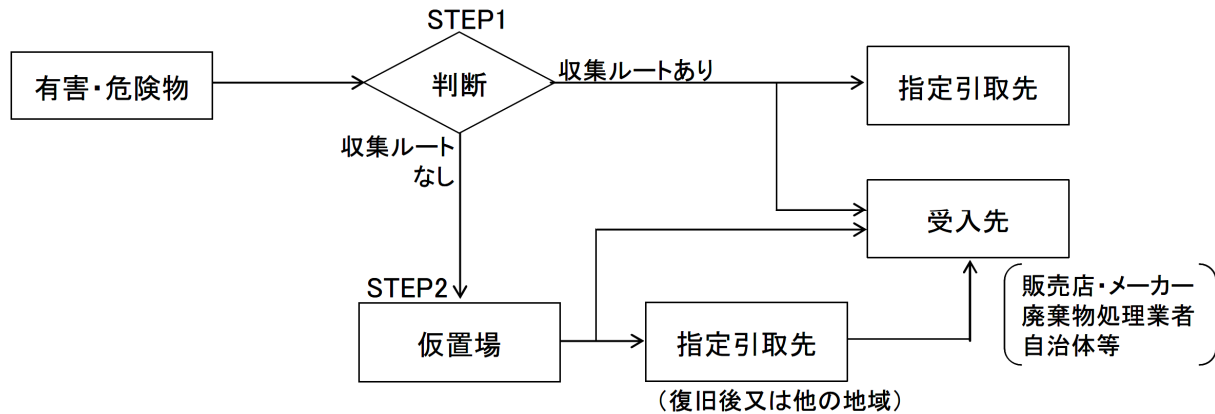 STEP1
有害・危険物
判断
収集ルートあり
指定引取先
収集ルート
なし
受入先
STEP2
仮置場
指定引取先
(復旧後又は他の地域)
販売店・メーカー
廃棄物処理業者
自治体等